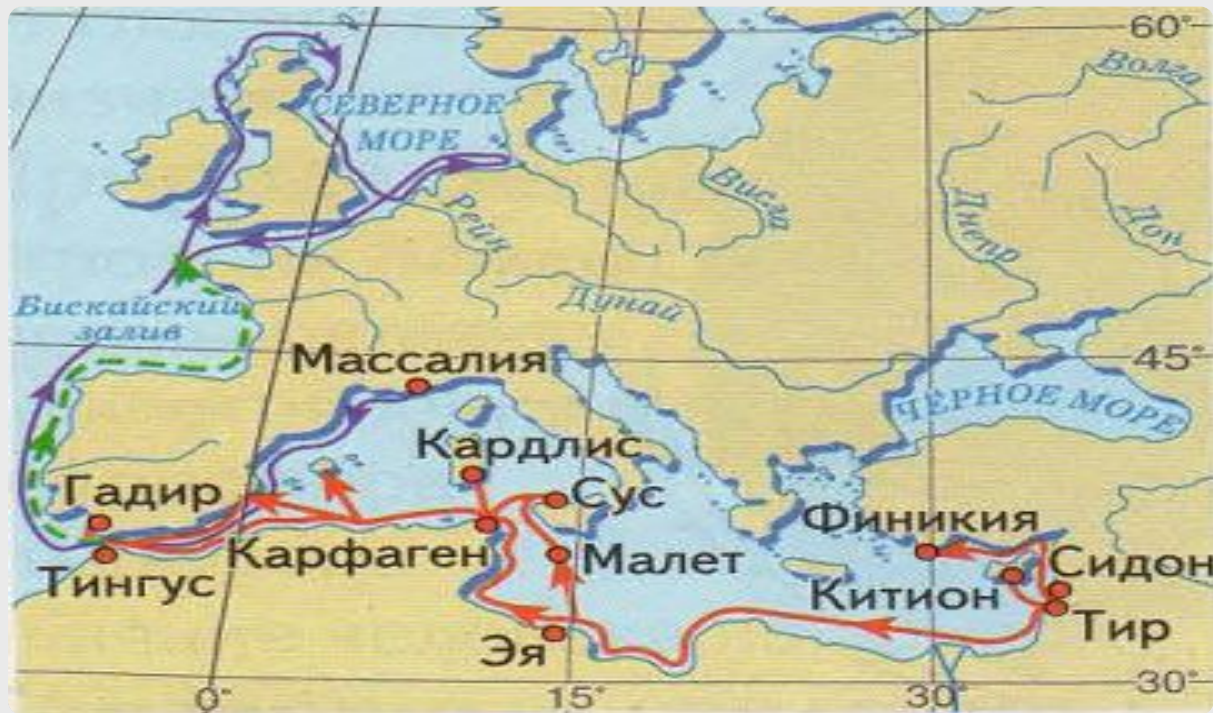 60°
Волга
СЕВЕРНОЕ
МОРЕ
Висла
Рейн
Днепр
Дон
Бискайский
залив
Дунай
Массалия
45°
ЧЁРНОЕ МОРЕ
Кардлис
Гадир
Сус
Финикия
Карфаген
Малет
Сидон
Тингус
Китион
Тир
Эя
0°
15°
30°
30°